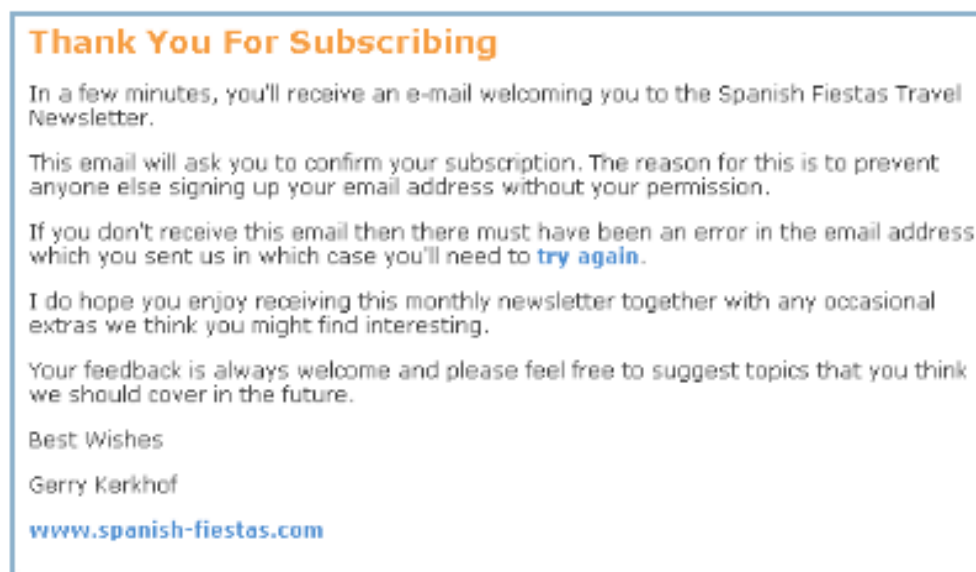 Thank You For Subscribing
In a few minutes, you'll receive an e-mail welcoming you to the Spanish Fiestas Travel
Newsletter.
This email will ask you to confirm your subscription. The reason for this is to prevent
anyone else signing up your email address without your permission.
If you don't receive this email then there must have been an error in the email address
which you sent us in which case you'll need to try again.
I do hope you enjoy receiving this monthly newsletter together with any occasional
extras we think you might find interesting.
Your feedback is always welcome and please feel free to suggest topics that you think
we should cover in the future.
Best Wishes
Gerry Kerkhof
www.spanish-fiestas.com